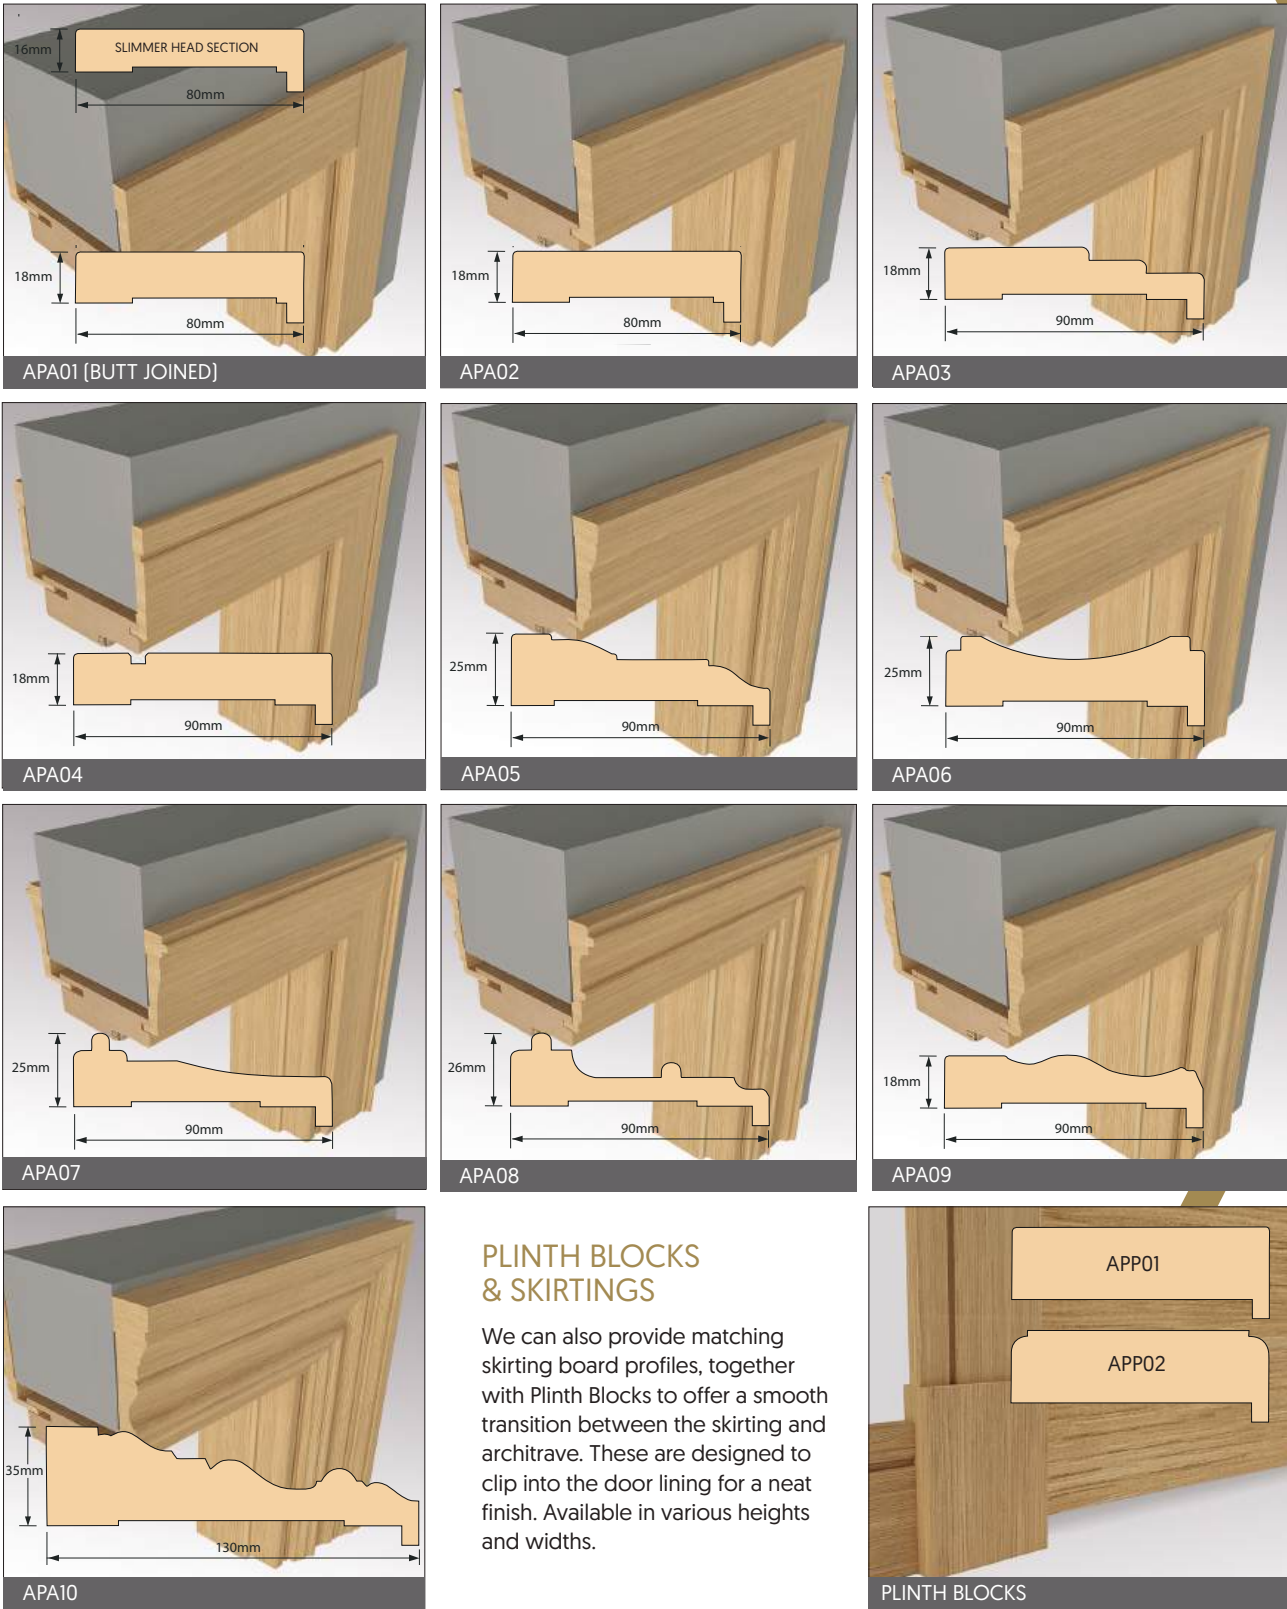 16mm
SLIMMER HEAD SECTION
80mm
18mm
80mm
APA01 (BUTT JOINED)
18mm
80mm
APA02
18mm
90mm
APA03
18mm
90mm
APA04
25mm
90mm
APA05
25mm
90mm
APA06
25mm
90mm
APA07
26mm
90mm
APA08
18mm
90mm
APA09
35mm
130mm
APA10
PLINTH BLOCKS
& SKIRTINGS
We can also provide matching
skirting board profiles, together
with Plinth Blocks to offer a smooth
transition between the skirting and
architrave. These are designed to
clip into the door lining for a neat
finish. Available in various heights
and widths.
APP01
APP02
PLINTH BLOCKS